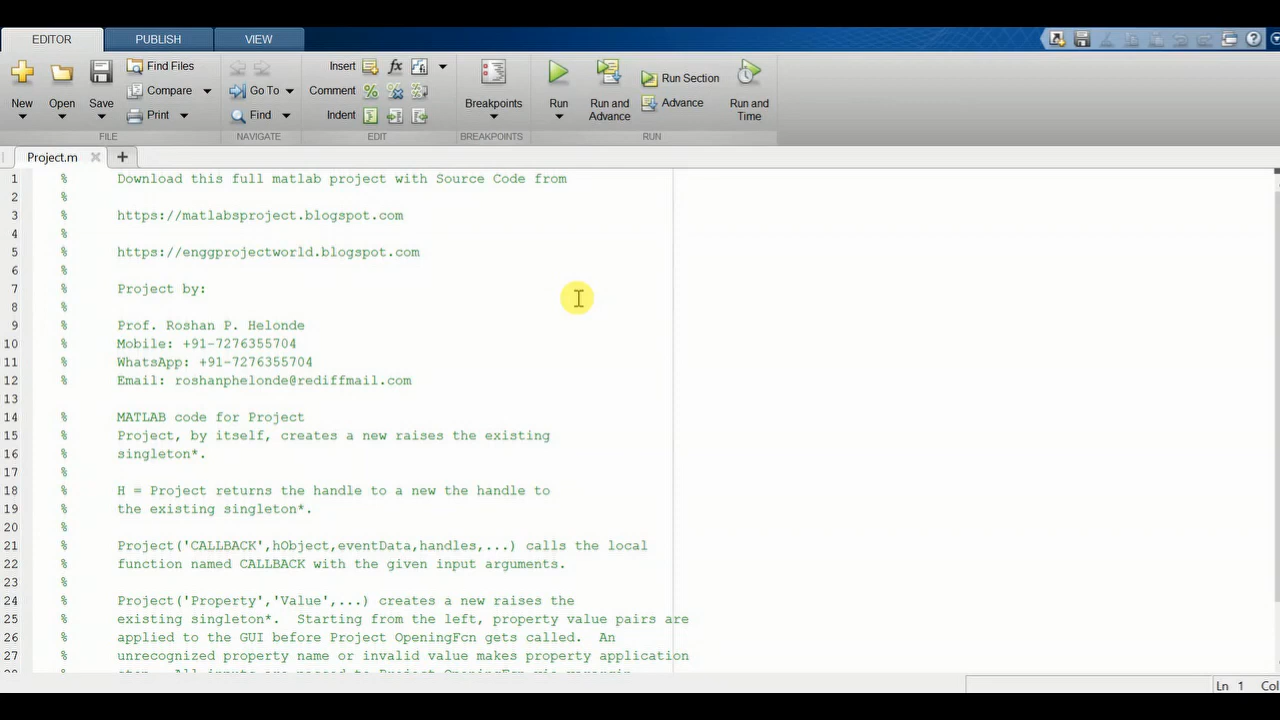 EDITOR
PUBLISH
VIEW
New
Open
Save
Find Files
Compare
Print
FILE
Go To
Find
NAVIGATE
Insert
fx
Comment
Indent
EDIT
Breakpoints
BREAKPOINTS
Run
Run and
Advance
Run Section
Advance
Run and
Time
RUN
Project.m
1 % Download this full matlab project with Source Code from
2 %
3 % https://matlabsproject.blogspot.com
4 %
5 % https://enggprojectworld.blogspot.com
6 %
7 % Project by:
8 %
9 % Prof. Roshan P. Helonde
10 % Mobile: +91-7276355704
11 % WhatsApp: +91-7276355704
12 % Email: roshanphelonde@rediffmail.com
13
14 % MATLAB code for Project
15 % Project, by itself, creates a new raises the existing
16 % singleton*.
17 %
18 % H = Project returns the handle to a new the handle to
19 % the existing singleton*.
20 %
21 % Project('CALLBACK',hObject,eventData,handles,...) calls the local
22 % function named CALLBACK with the given input arguments.
23 %
24 % Project('Property','Value',...) creates a new raises the
25 % existing singleton*. Starting from the left, property value pairs are
26 % applied to the GUI before Project OpeningFcn gets called. An
27 % unrecognized property name or invalid value makes property application
Ln 1 Col